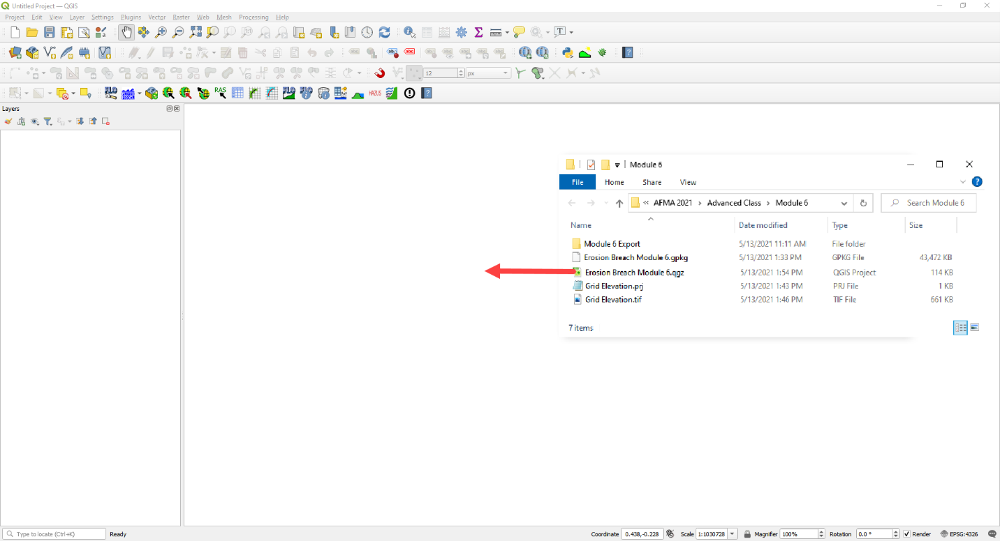 Untitled Project — QGIS
Project Edit View Layer Settings Plugins Vector Raster Web Mesh Processing Help
12 px
RAS HAZUS
Layers
Module 6
File Home Share View
AFMA 2021 Advanced Class Module 6 Search Module 6
Name Date modified Type Size
Module 6 Export 5/13/2021 11:11 AM File folder
Erosion Breach Module 6.gpkg 5/13/2021 1:33 PM GPKG File 43,472 KB
Erosion Breach Module 6.qgz 5/13/2021 1:54 PM QGIS Project 114 KB
Grid Elevation.prj 5/13/2021 1:43 PM PRJ File 1 KB
Grid Elevation.tif 5/13/2021 1:46 PM TIF File 661 KB
7 items
Type to locate (Ctrl+K) Ready Coordinate 0.438,-0.228 Scale 1:1030728 Magnifier 100% Rotation 0.0 ° Render EPSG:4326